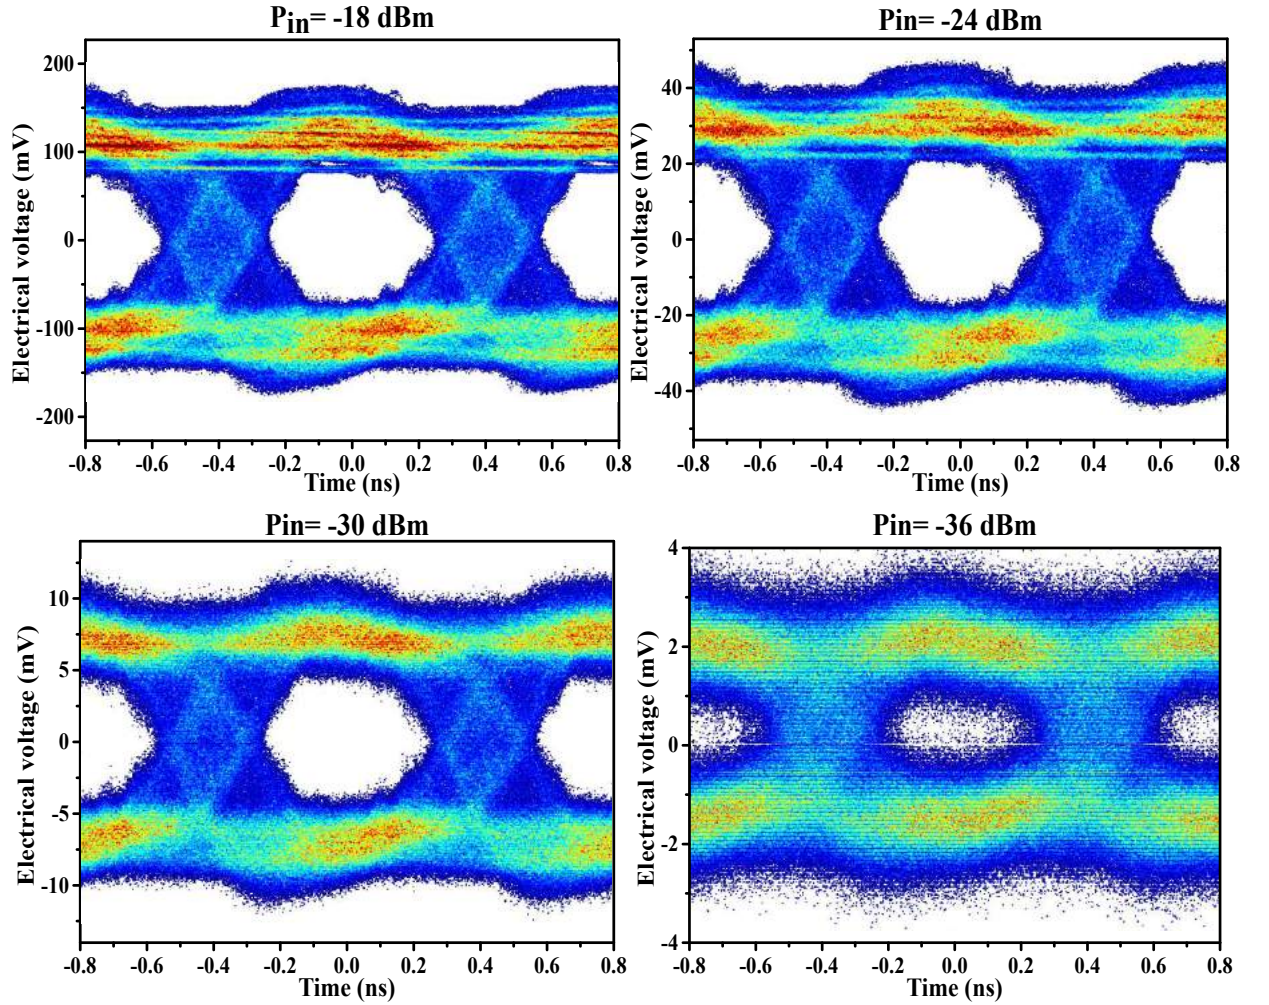 P_in= -18 dBm
Electrical voltage (mV)
200
100
0
-100
-200
-0.8 -0.6 -0.4 -0.2 0.0 0.2 0.4 0.6 0.8
Time (ns)
Pin= -24 dBm
Electrical voltage (mV)
40
20
0
-20
-40
-0.8 -0.6 -0.4 -0.2 0.0 0.2 0.4 0.6 0.8
Time (ns)
Pin= -30 dBm
Electrical voltage (mV)
10
5
0
-5
-10
-0.8 -0.6 -0.4 -0.2 0.0 0.2 0.4 0.6 0.8
Time (ns)
Pin= -36 dBm
Electrical voltage (mV)
4
2
0
-2
-4
-0.8 -0.6 -0.4 -0.2 0.0 0.2 0.4 0.6 0.8
Time (ns)